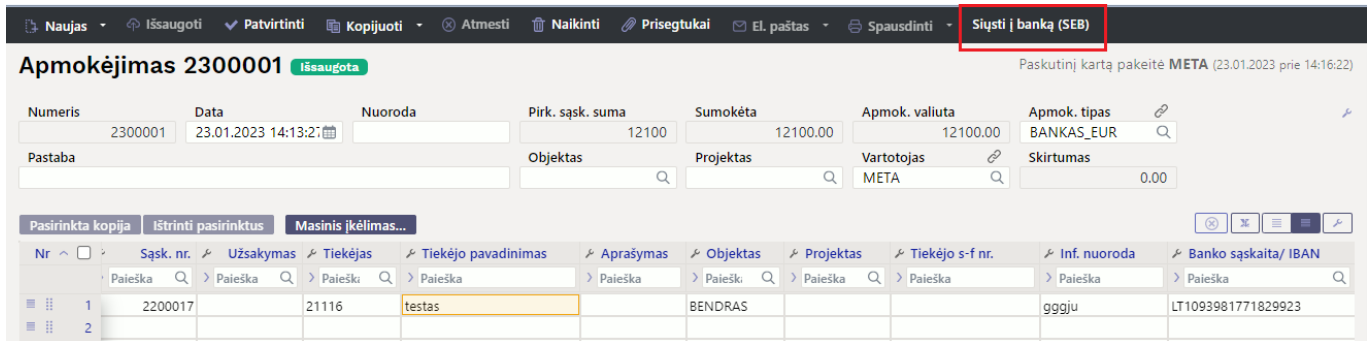 Naujas Išsaugoti Patvirtinti Kopijuoti Atmesti Naikinti Prisegtukai El. paštas Spausdinti Siųsti į banką (SEB)
Apmokėjimas 2300001 Išsaugota Paskutinį kartą pakeitė META (23.01.2023 prie 14:16:22)
Numeris Data Nuoroda Pirk. sąsk. suma Sumokėta Apmok. valiuta Apmok. tipas
2300001 23.01.2023 14:13:27 12100 12100.00 12100.00 BANKAS_EUR
Pastaba Objektas Projektas Vartotojas Skirtumas
META 0.00
Pasirinkta kopija Ištrinti pasirinktus Masinis įkėlimas...
Nr Sąsk. nr. Užsakymas Tiekėjas Tiekėjo pavadinimas Aprašymas Objektas Projektas Tiekėjo s-f nr. Inf. nuoroda Banko sąskaita/ IBAN
Paieška Paieška Paieška Paieška Paieška Paieška Paieška Paieška Paieška Paieška
1 2200017 21116 testas BENDRAS gggju LT1093981771829923
2